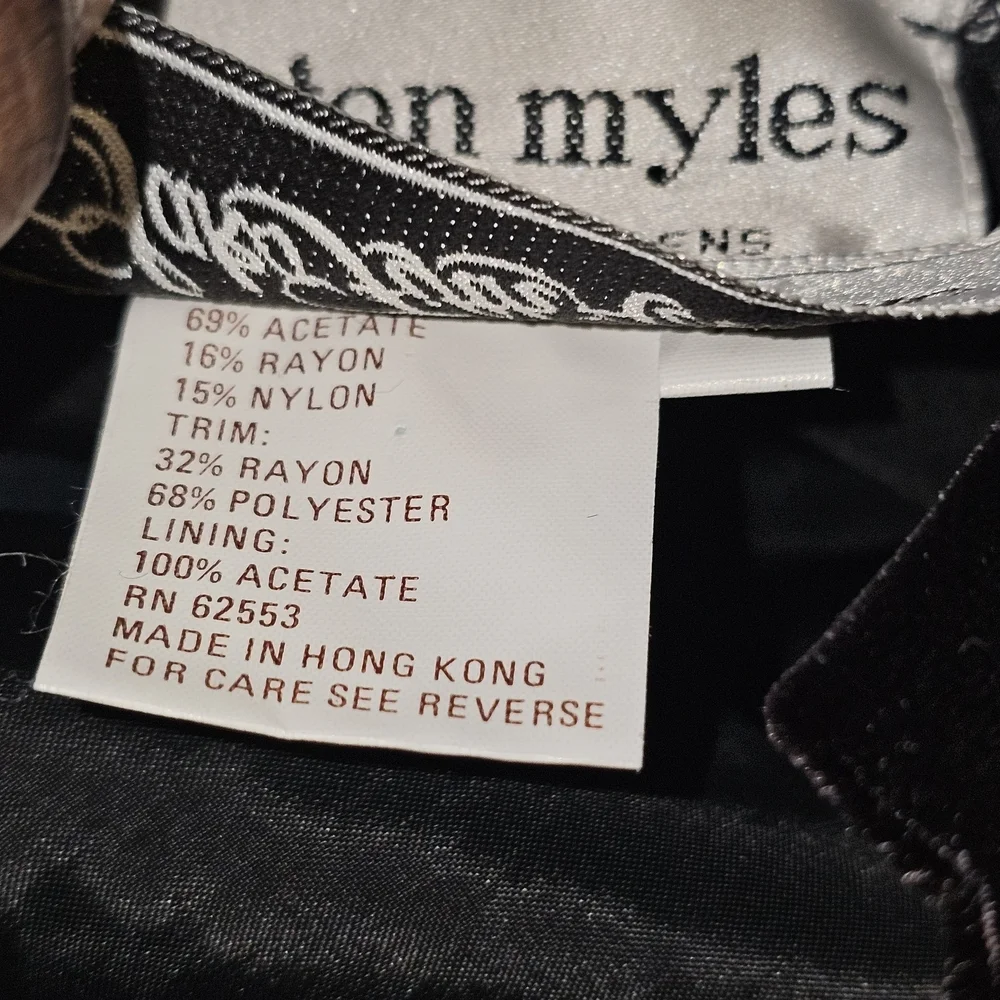 ton myles
ENS
69% ACETATE
16% RAYON
15% NYLON
TRIM:
32% RAYON
68% POLYESTER
LINING:
100% ACETATE
RN 62553
MADE IN HONG KONG
FOR CARE SEE REVERSE